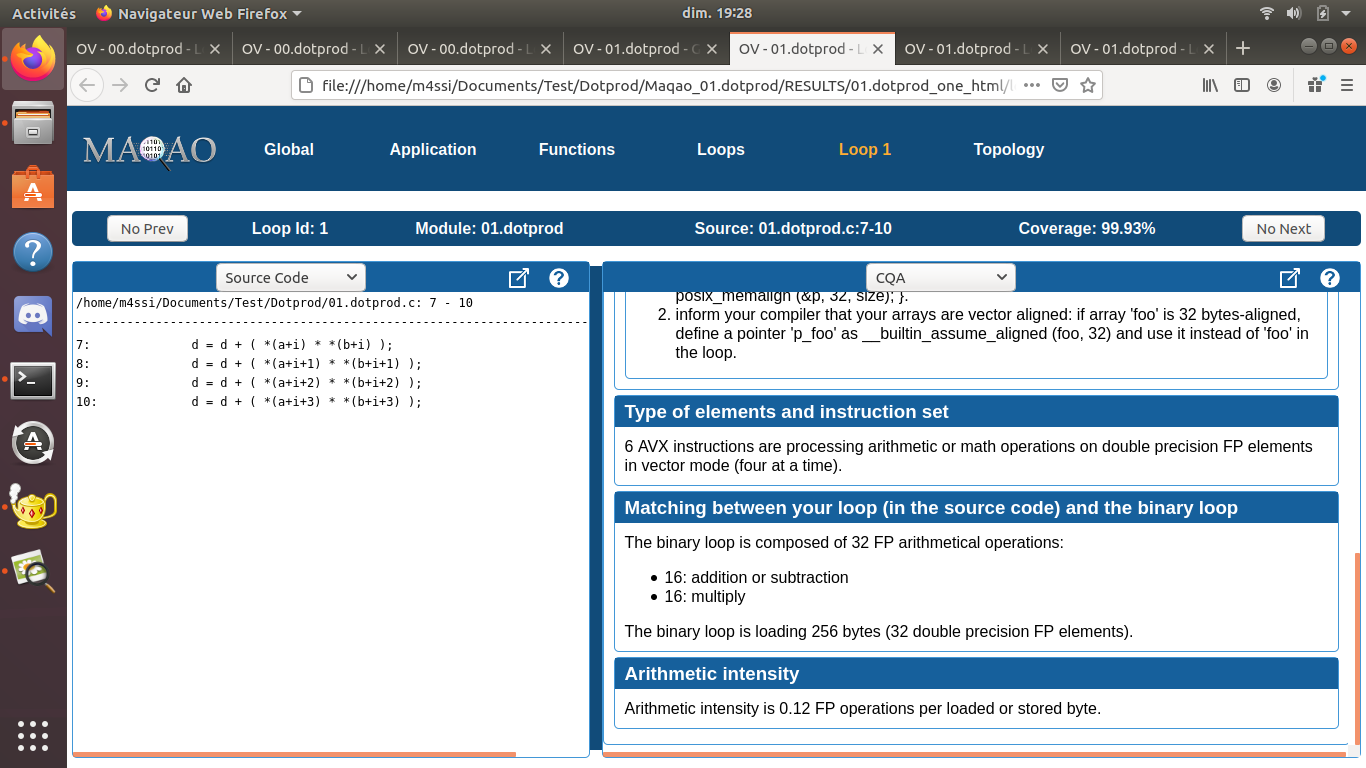 Activités Navigateur Web Firefox dim. 19:28
OV - 00.dotprod - OV - 00.dotprod - OV - 00.dotprod - OV - 01.dotprod - OV - 01.dotprod - OV - 01.dotprod - OV - 01.dotprod -
file:///home/m4ssi/Documents/Test/Dotprod/Maqao_01.dotprod/RESULTS/01.dotprod_one_html/
MAQAO Global Application Functions Loops Loop 1 Topology
No Prev Loop Id: 1 Module: 01.dotprod Source: 01.dotprod.c:7-10 Coverage: 99.93% No Next
Source Code
/home/m4ssi/Documents/Test/Dotprod/01.dotprod.c: 7 - 10
--------------------------------------------------------------------
7: d = d + ( *(a+i) * *(b+i) );
8: d = d + ( *(a+i+1) * *(b+i+1) );
9: d = d + ( *(a+i+2) * *(b+i+2) );
10: d = d + ( *(a+i+3) * *(b+i+3) );
CQA
posix_memalign (&p, 32, size); }.
2. inform your compiler that your arrays are vector aligned: if array 'foo' is 32 bytes-aligned,
define a pointer 'p_foo' as __builtin_assume_aligned (foo, 32) and use it instead of 'foo' in
the loop.
Type of elements and instruction set
6 AVX instructions are processing arithmetic or math operations on double precision FP elements
in vector mode (four at a time).
Matching between your loop (in the source code) and the binary loop
The binary loop is composed of 32 FP arithmetical operations:
• 16: addition or subtraction
• 16: multiply
The binary loop is loading 256 bytes (32 double precision FP elements).
Arithmetic intensity
Arithmetic intensity is 0.12 FP operations per loaded or stored byte.